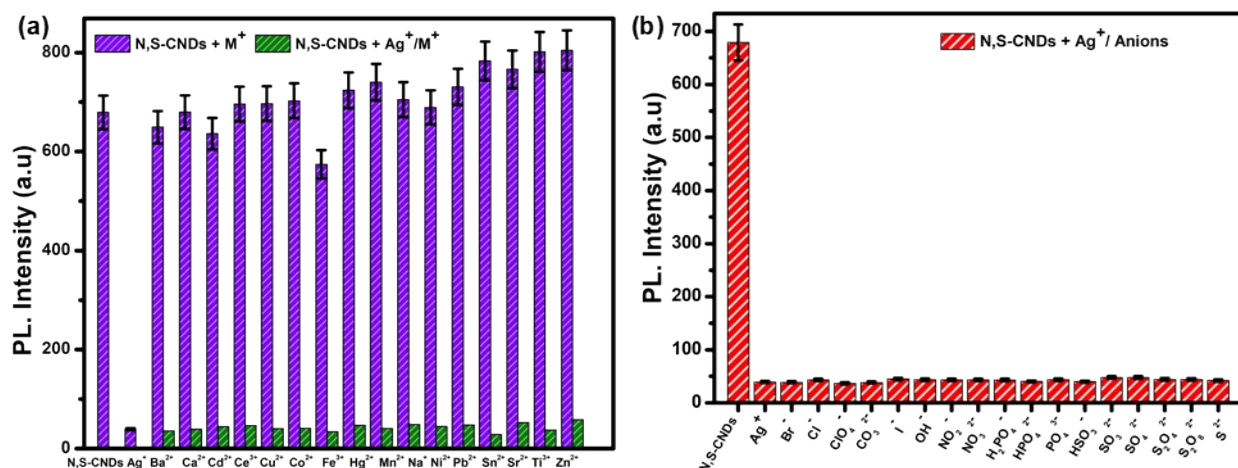 (a)
N,S-CNDs + M⁺
N,S-CNDs + Ag⁺/M⁺
PL. Intensity (a.u)
800
600
400
200
0
N,S-CNDs Ag⁺ Ba²⁺ Ca²⁺ Cd²⁺ Ce³⁺ Cu²⁺ Co²⁺ Fe³⁺ Hg²⁺ Mn²⁺ Na⁺ Ni²⁺ Pb²⁺ Sn²⁺ Sr²⁺ Ti³⁺ Zn²⁺
(b)
N,S-CNDs + Ag⁺/ Anions
PL. Intensity (a.u)
700
600
500
400
300
200
100
0
N,S-CNDs
Ag⁺
Br⁻
Cl⁻
ClO₄⁻
CO₃²⁻
I⁻
OH⁻
NO₂⁻
NO₃²⁻
H₂PO₄⁻
HPO₄²⁻
PO₄³⁻
HSO₃⁻
SO₃²⁻
SO₄²⁻
S₂O₄²⁻
S₂O₈²⁻
S²⁻